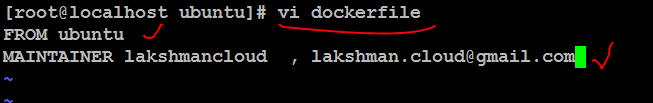 [root@localhost ubuntu]# vi dockerfile
FROM ubuntu
MAINTAINER lakshmancloud  , lakshman.cloud@gmail.com
~
~